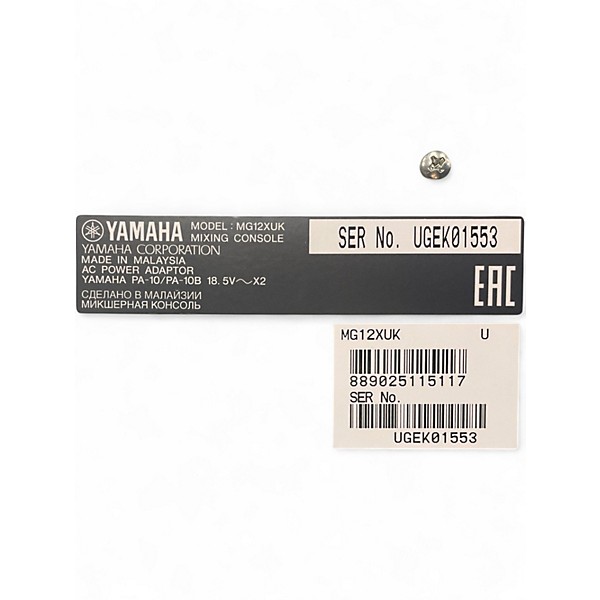 YAMAHA MODEL : MG12XUK
MIXING CONSOLE
YAMAHA CORPORATION
MADE IN MALAYSIA
AC POWER ADAPTOR
YAMAHA PA-10/PA-10B 18.5V～X2
СДЕЛАНО В МАЛАЙЗИИ
МИКШЕРНАЯ КОНСОЛЬ
SER No. UGEK01553
EAC
MG12XUK U
889025115117
SER No.
UGEK01553